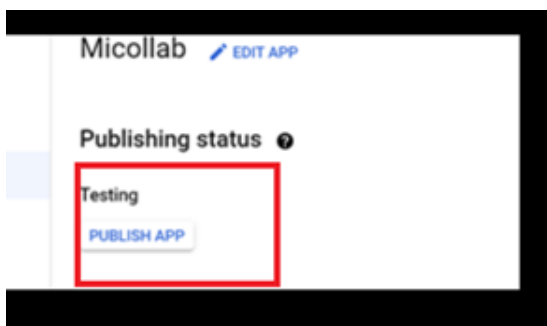 Micollab EDIT APP
Publishing status
Testing
PUBLISH APP